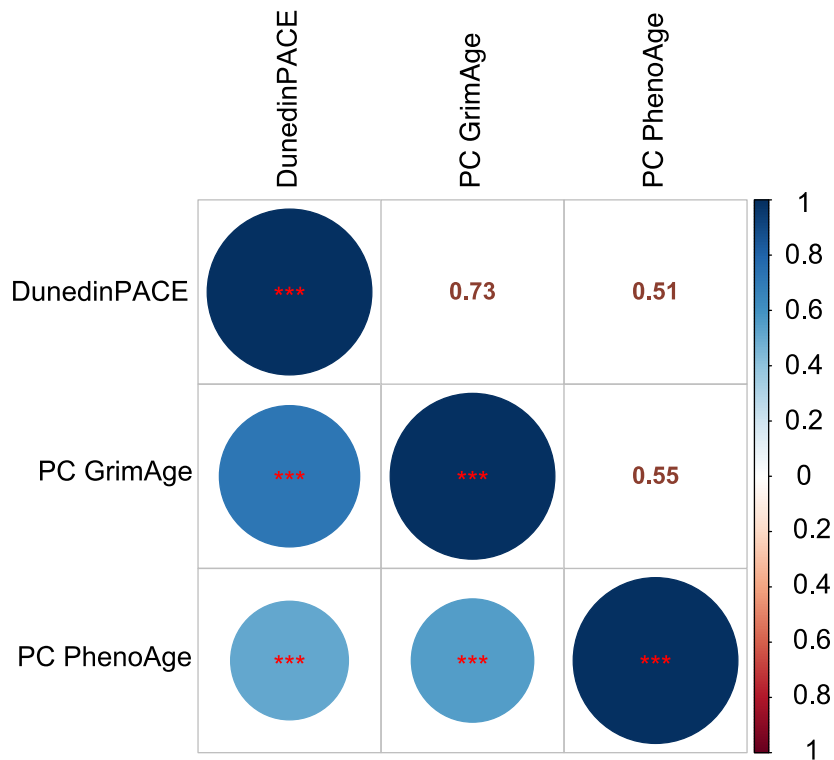 DunedinPACE
PC GrimAge
PC PhenoAge
DunedinPACE *** 0.73 0.51
PC GrimAge *** *** 0.55
PC PhenoAge *** *** ***
1
0.8
0.6
0.4
0.2
0
0.2
0.4
0.6
0.8
1